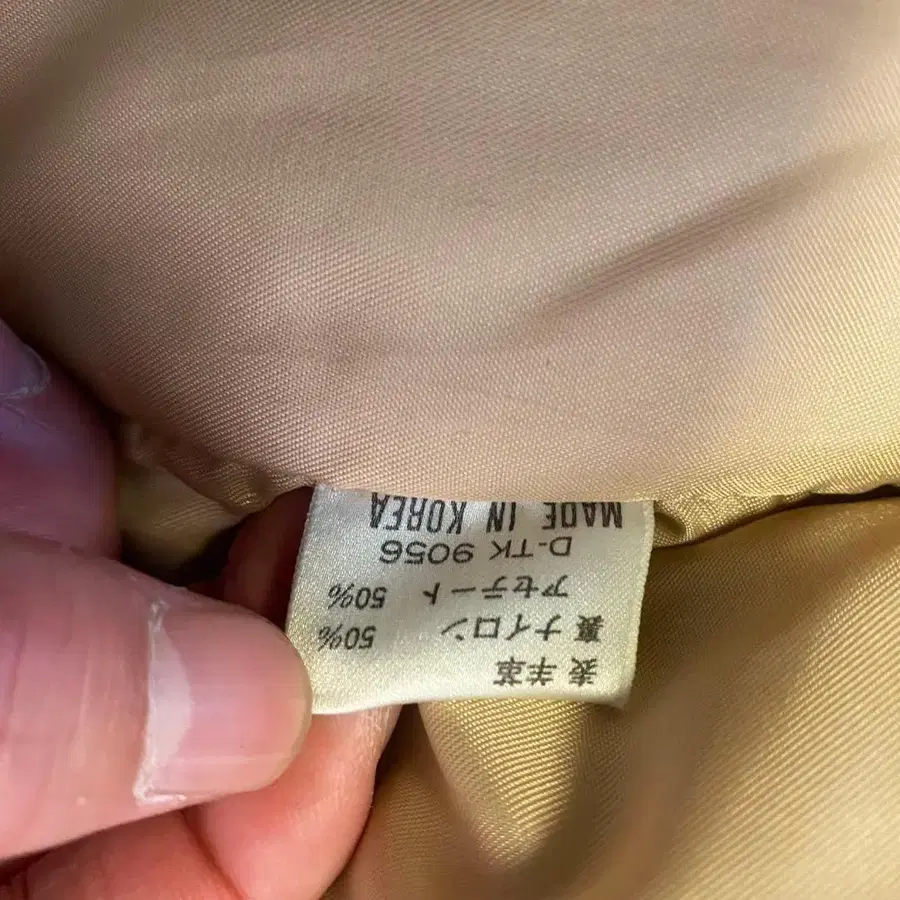 表 羊革
裏 ナイロン 50%
アセテート 50%
D-TK 9056
MADE IN KOREA